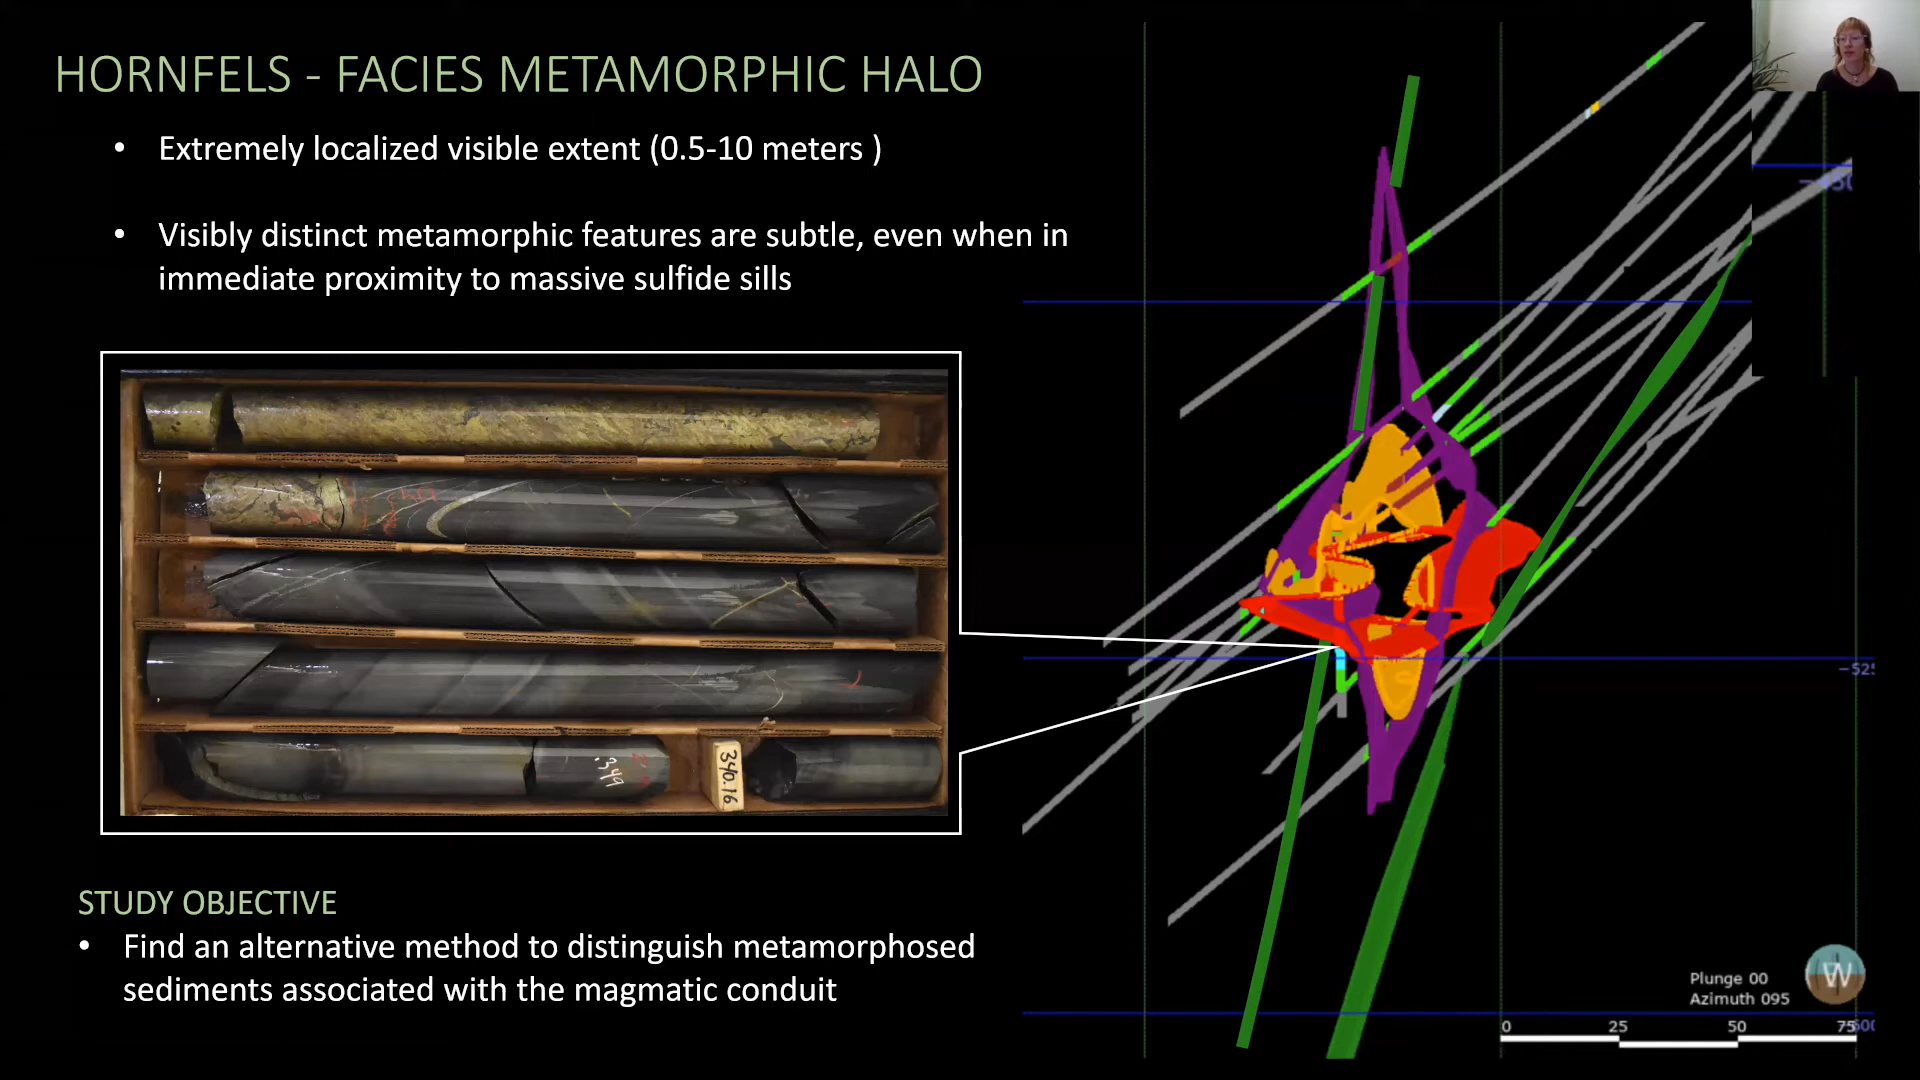 HORNFELS - FACIES METAMORPHIC HALO
• Extremely localized visible extent (0.5-10 meters )
• Visibly distinct metamorphic features are subtle, even when in
immediate proximity to massive sulfide sills
340.16
STUDY OBJECTIVE
• Find an alternative method to distinguish metamorphosed
sediments associated with the magmatic conduit
Plunge 00
Azimuth 095
W
0 25 50 75